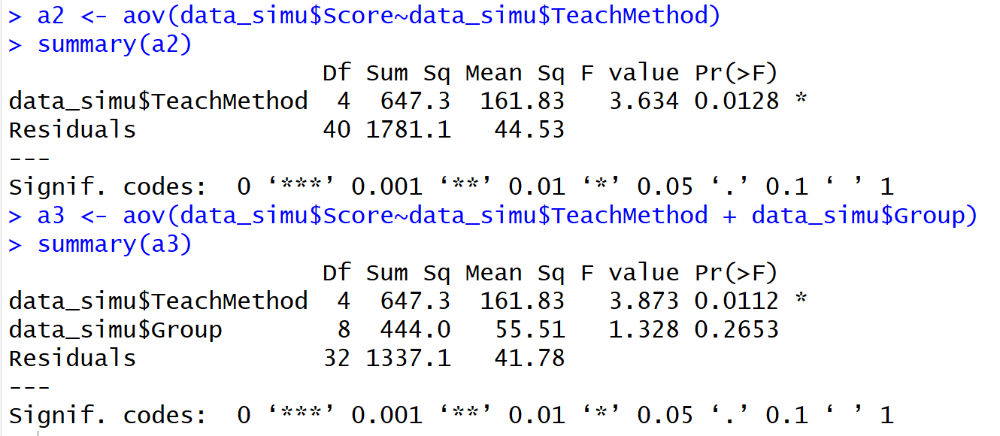 > a2 <- aov(data_simu$Score~data_simu$TeachMethod)
> summary(a2)
                      Df Sum Sq Mean Sq F value Pr(>F)
data_simu$TeachMethod  4  647.3  161.83   3.634 0.0128 *
Residuals             40 1781.1   44.53
---
Signif. codes:  0 ‘***’ 0.001 ‘**’ 0.01 ‘*’ 0.05 ‘.’ 0.1 ‘ ’ 1
> a3 <- aov(data_simu$Score~data_simu$TeachMethod + data_simu$Group)
> summary(a3)
                      Df Sum Sq Mean Sq F value Pr(>F)
data_simu$TeachMethod  4  647.3  161.83   3.873 0.0112 *
data_simu$Group        8  444.0   55.51   1.328 0.2653
Residuals             32 1337.1   41.78
---
Signif. codes:  0 ‘***’ 0.001 ‘**’ 0.01 ‘*’ 0.05 ‘.’ 0.1 ‘ ’ 1